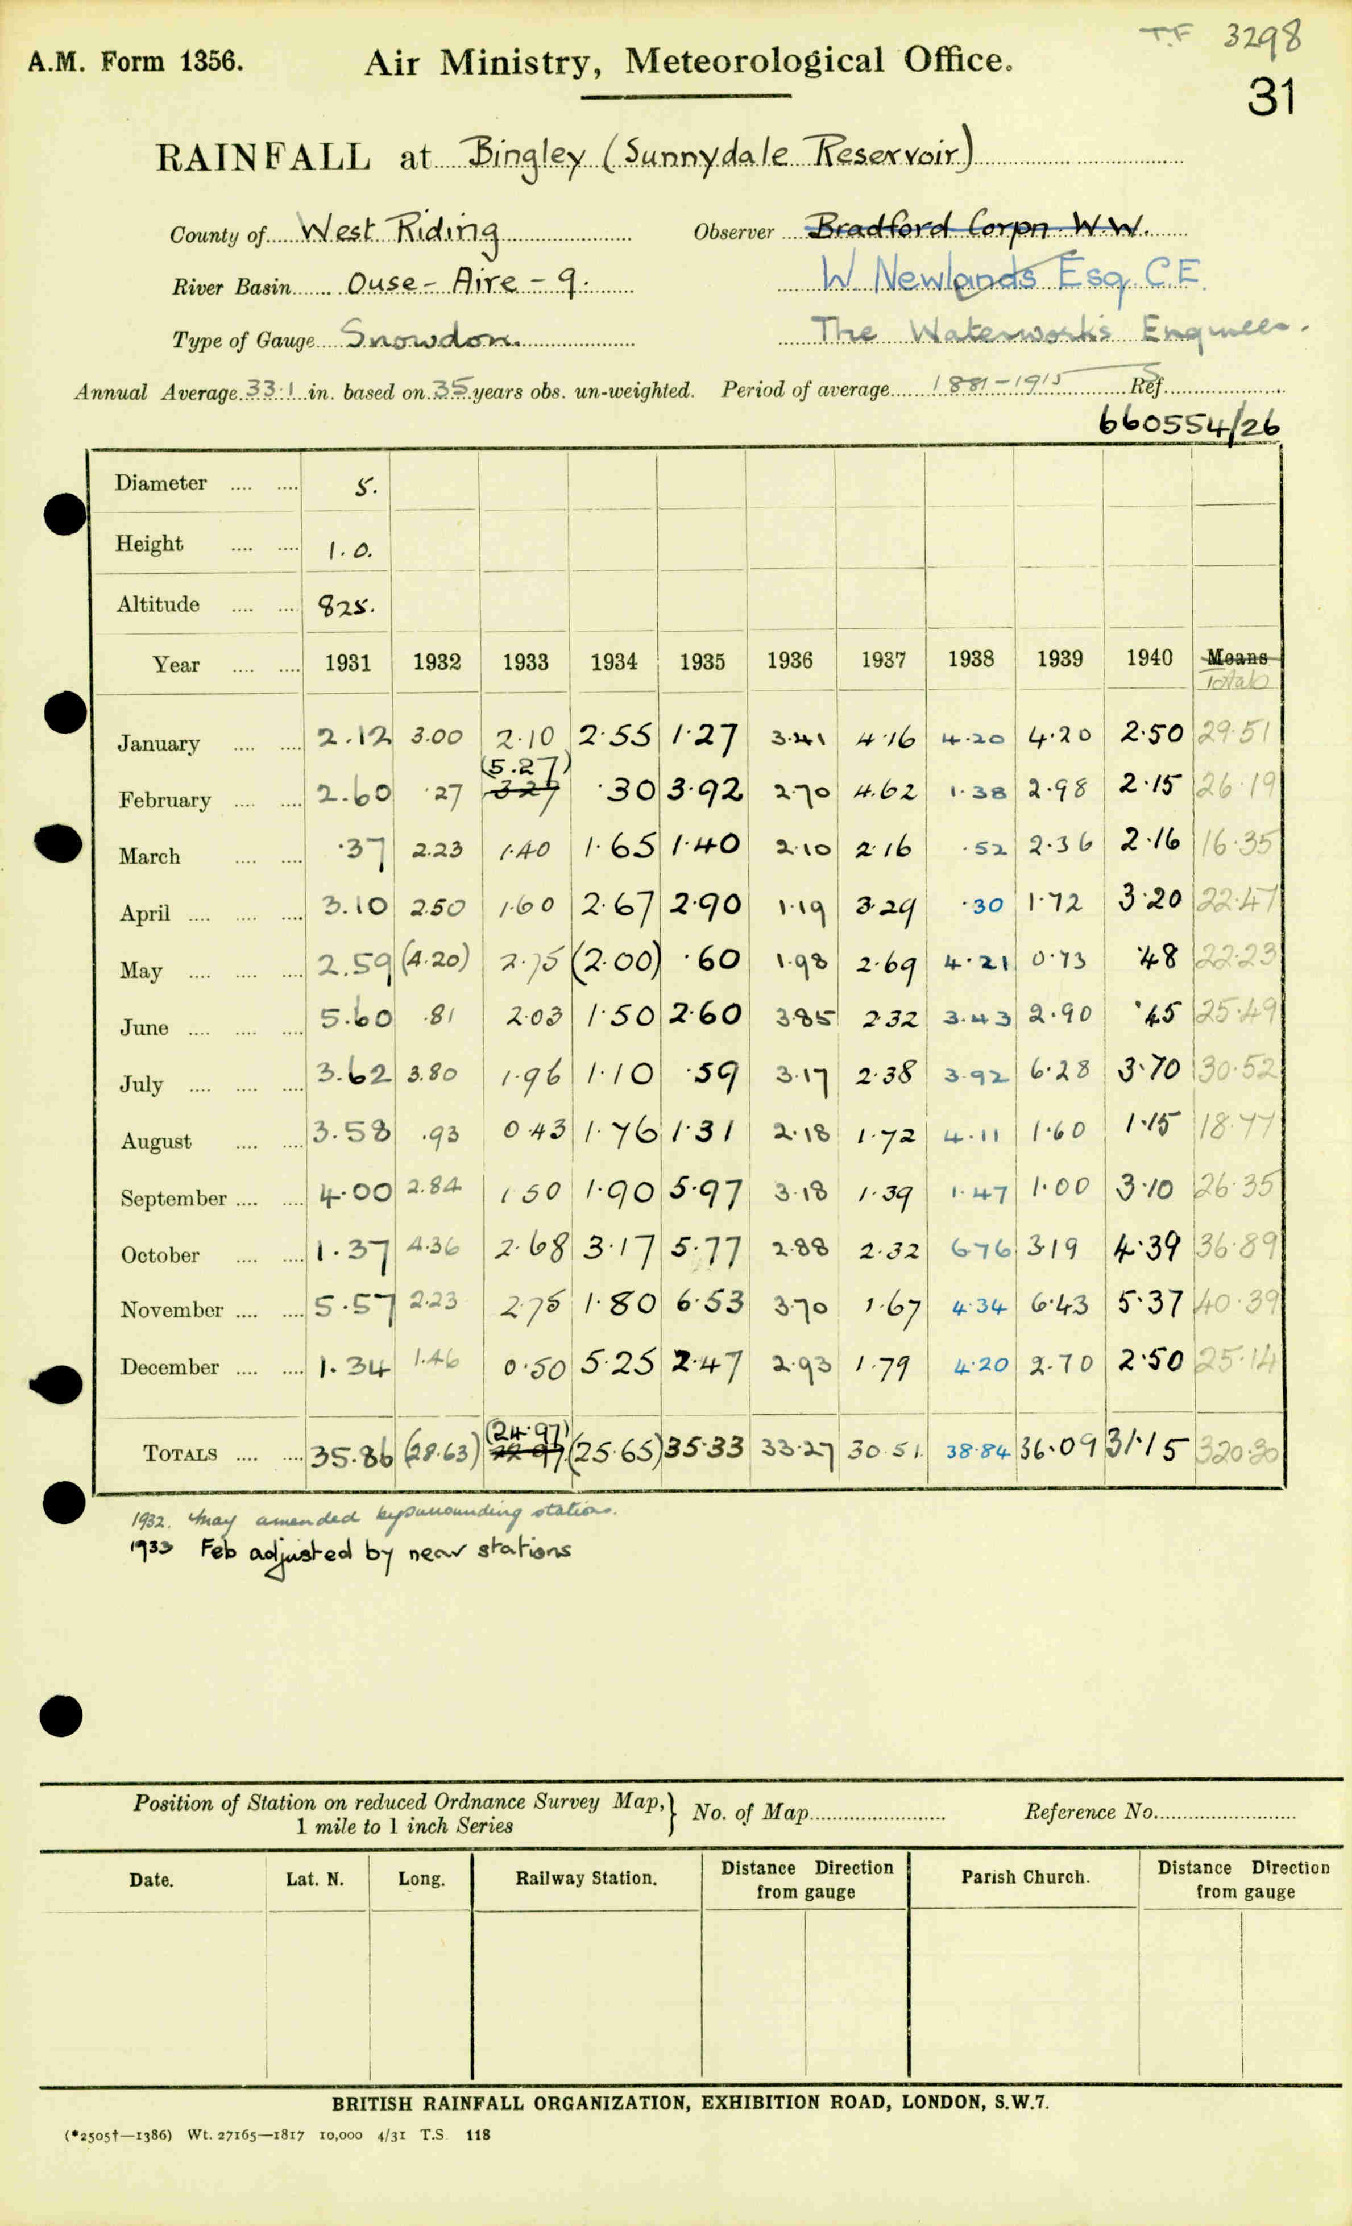 T.F 3298
A.M. Form 1356. Air Ministry, Meteorological Office.
31
RAINFALL at Bingley (Sunnydale Reservoir)
County of West Riding Observer Bradford Corpn W.W.
River Basin Ouse - Aire - 9. W Newlands Esq C.E.
Type of Gauge Snowdon. The Waterworks Engineer.
Annual Average 33.1 in. based on 35 years obs. un-weighted. Period of average 1881-1915 Ref.
660554/26
Diameter 5.
Height 1.0.
Altitude 825.
Year 1931 1932 1933 1934 1935 1936 1937 1938 1939 1940 Means
Totals
January 2.12 3.00 2.10 2.55 1.27 3.41 4.16 4.20 4.20 2.50 29.51
(5.27)
February 2.60 .27 3.27 .30 3.92 2.70 4.62 1.38 2.98 2.15 26.19
March .37 2.23 1.40 1.65 1.40 2.10 2.16 .52 2.36 2.16 16.35
April 3.10 2.50 1.60 2.67 2.90 1.19 3.29 .30 1.72 3.20 22.47
May 2.59 (4.20) 2.75 (2.00) .60 1.98 2.69 4.21 0.73 .48 22.23
June 5.60 .81 2.03 1.50 2.60 3.85 2.32 3.43 2.90 .45 25.49
July 3.62 3.80 1.96 1.10 .59 3.17 2.38 3.92 6.28 3.70 30.52
August 3.58 .93 0.43 1.76 1.31 2.18 1.72 4.11 1.60 1.15 18.77
September 4.00 2.84 1.50 1.90 5.97 3.18 1.39 1.47 1.00 3.10 26.35
October 1.37 4.36 2.68 3.17 5.77 2.88 2.32 6.76 3.19 4.39 36.89
November 5.57 2.23 2.75 1.80 6.53 3.70 1.67 4.34 6.43 5.37 40.39
December 1.34 1.46 0.50 5.25 2.47 2.93 1.79 4.20 2.70 2.50 25.14
(24.97)
TOTALS 35.86 (28.63) 22.97 (25.65) 35.33 33.27 30.51 38.84 36.09 31.15 320.30
1932. May amended by surrounding stations.
1933 Feb adjusted by near stations
Position of Station on reduced Ordnance Survey Map, } No. of Map Reference No.
1 mile to 1 inch Series
Date. Lat. N. Long. Railway Station. Distance Direction from gauge Parish Church. Distance Direction from gauge
BRITISH RAINFALL ORGANIZATION, EXHIBITION ROAD, LONDON, S.W.7.
(*2505†—1386) Wt. 27165—1817 10,000 4/31 T.S. 118